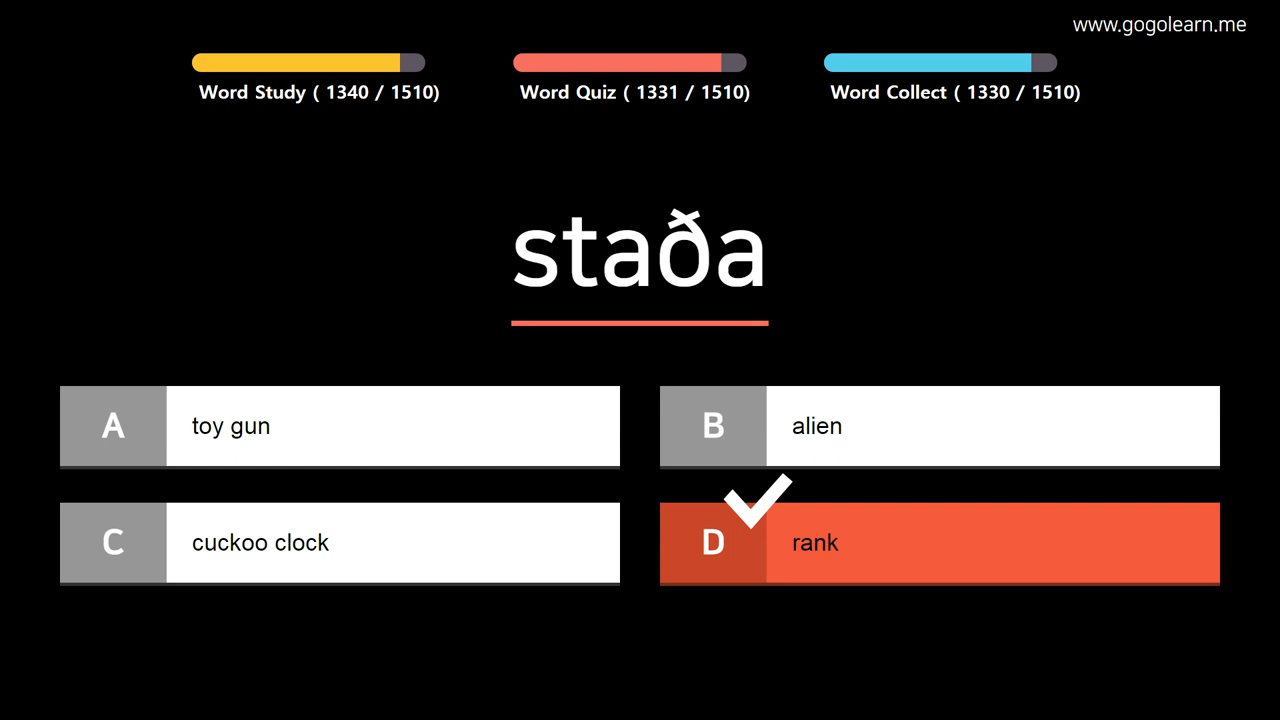 www.gogolearn.me
Word Study ( 1340 / 1510)
Word Quiz ( 1331 / 1510)
Word Collect ( 1330 / 1510)
staða
A toy gun
B alien
C cuckoo clock
D rank